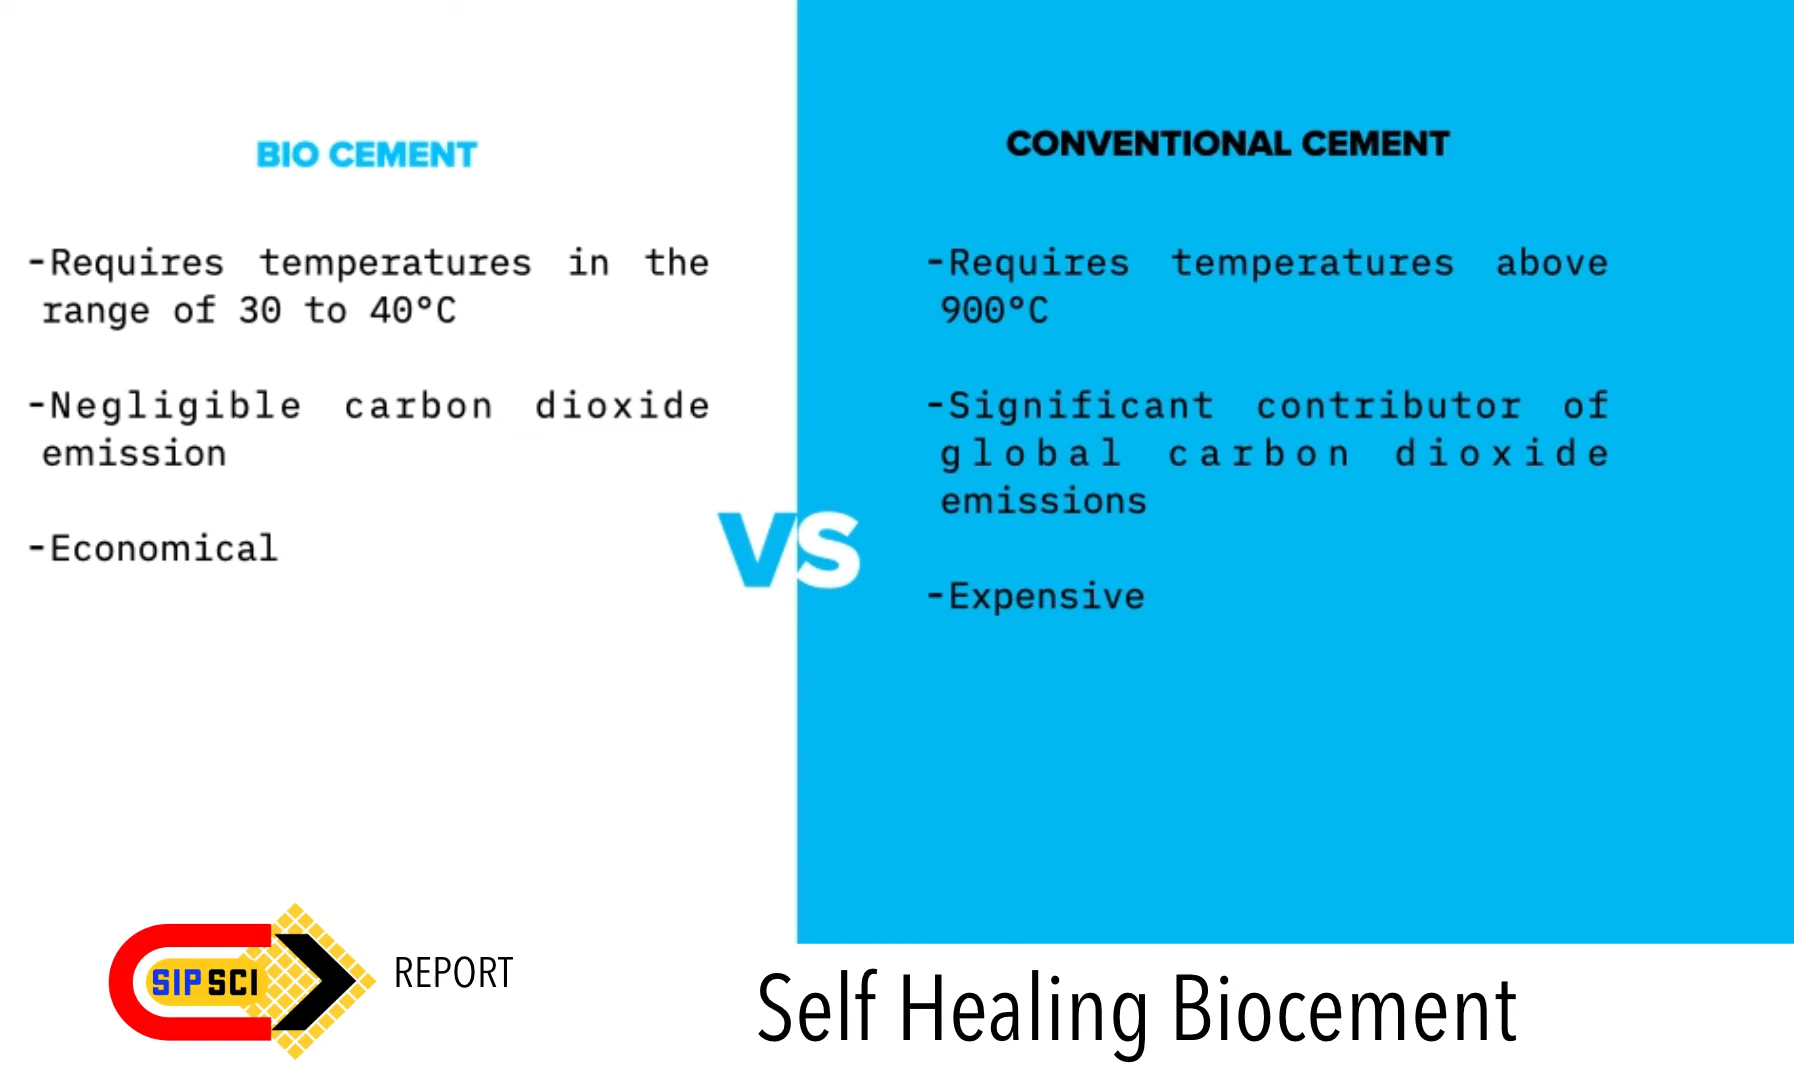 BIO CEMENT
-Requires temperatures in the
range of 30 to 40°C
-Negligible carbon dioxide
emission
-Economical
VS
CONVENTIONAL CEMENT
-Requires temperatures above
900°C
-Significant contributor of
global carbon dioxide
emissions
-Expensive
SIP SCI
REPORT
Self Healing Biocement